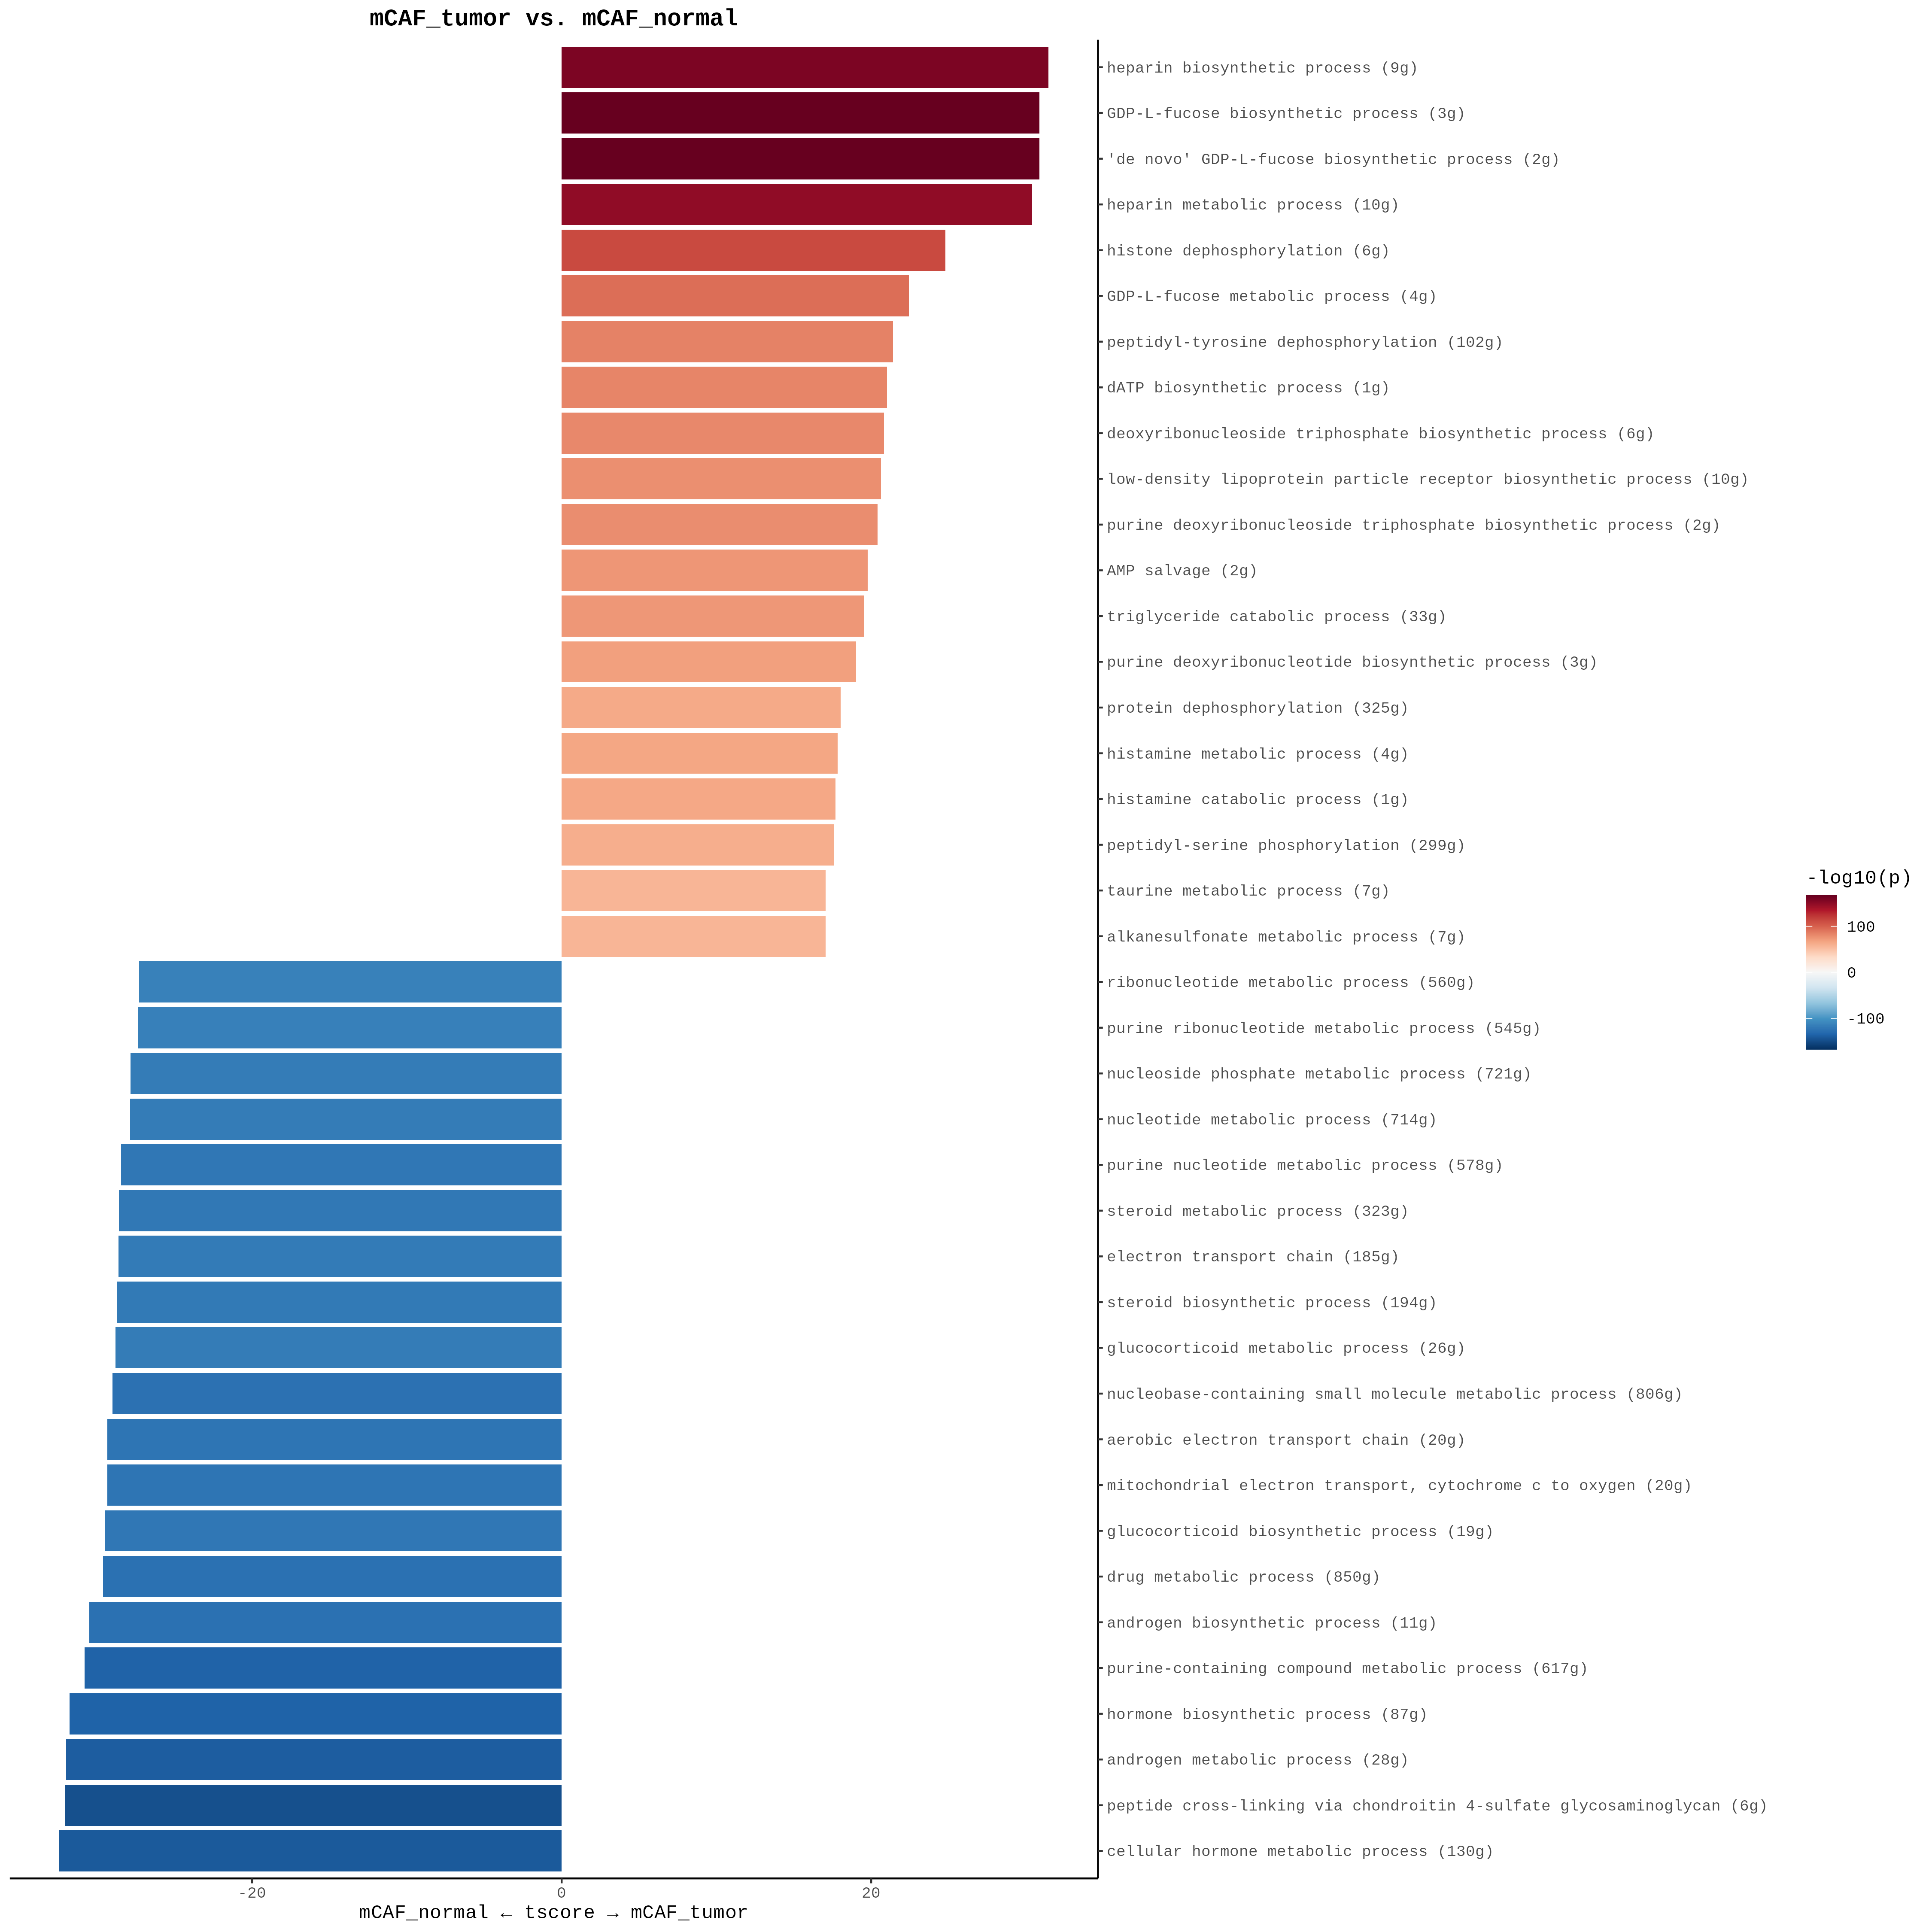 mCAF_tumor vs. mCAF_normal
heparin biosynthetic process (9g)
GDP-L-fucose biosynthetic process (3g)
'de novo' GDP-L-fucose biosynthetic process (2g)
heparin metabolic process (10g)
histone dephosphorylation (6g)
GDP-L-fucose metabolic process (4g)
peptidyl-tyrosine dephosphorylation (102g)
dATP biosynthetic process (1g)
deoxyribonucleoside triphosphate biosynthetic process (6g)
low-density lipoprotein particle receptor biosynthetic process (10g)
purine deoxyribonucleoside triphosphate biosynthetic process (2g)
AMP salvage (2g)
triglyceride catabolic process (33g)
purine deoxyribonucleotide biosynthetic process (3g)
protein dephosphorylation (325g)
histamine metabolic process (4g)
histamine catabolic process (1g)
peptidyl-serine phosphorylation (299g)
taurine metabolic process (7g)
alkanesulfonate metabolic process (7g)
ribonucleotide metabolic process (560g)
purine ribonucleotide metabolic process (545g)
nucleoside phosphate metabolic process (721g)
nucleotide metabolic process (714g)
purine nucleotide metabolic process (578g)
steroid metabolic process (323g)
electron transport chain (185g)
steroid biosynthetic process (194g)
glucocorticoid metabolic process (26g)
nucleobase-containing small molecule metabolic process (806g)
aerobic electron transport chain (20g)
mitochondrial electron transport, cytochrome c to oxygen (20g)
glucocorticoid biosynthetic process (19g)
drug metabolic process (850g)
androgen biosynthetic process (11g)
purine-containing compound metabolic process (617g)
hormone biosynthetic process (87g)
androgen metabolic process (28g)
peptide cross-linking via chondroitin 4-sulfate glycosaminoglycan (6g)
cellular hormone metabolic process (130g)
-20 0 20
mCAF_normal ← tscore → mCAF_tumor
-log10(p)
100
0
-100